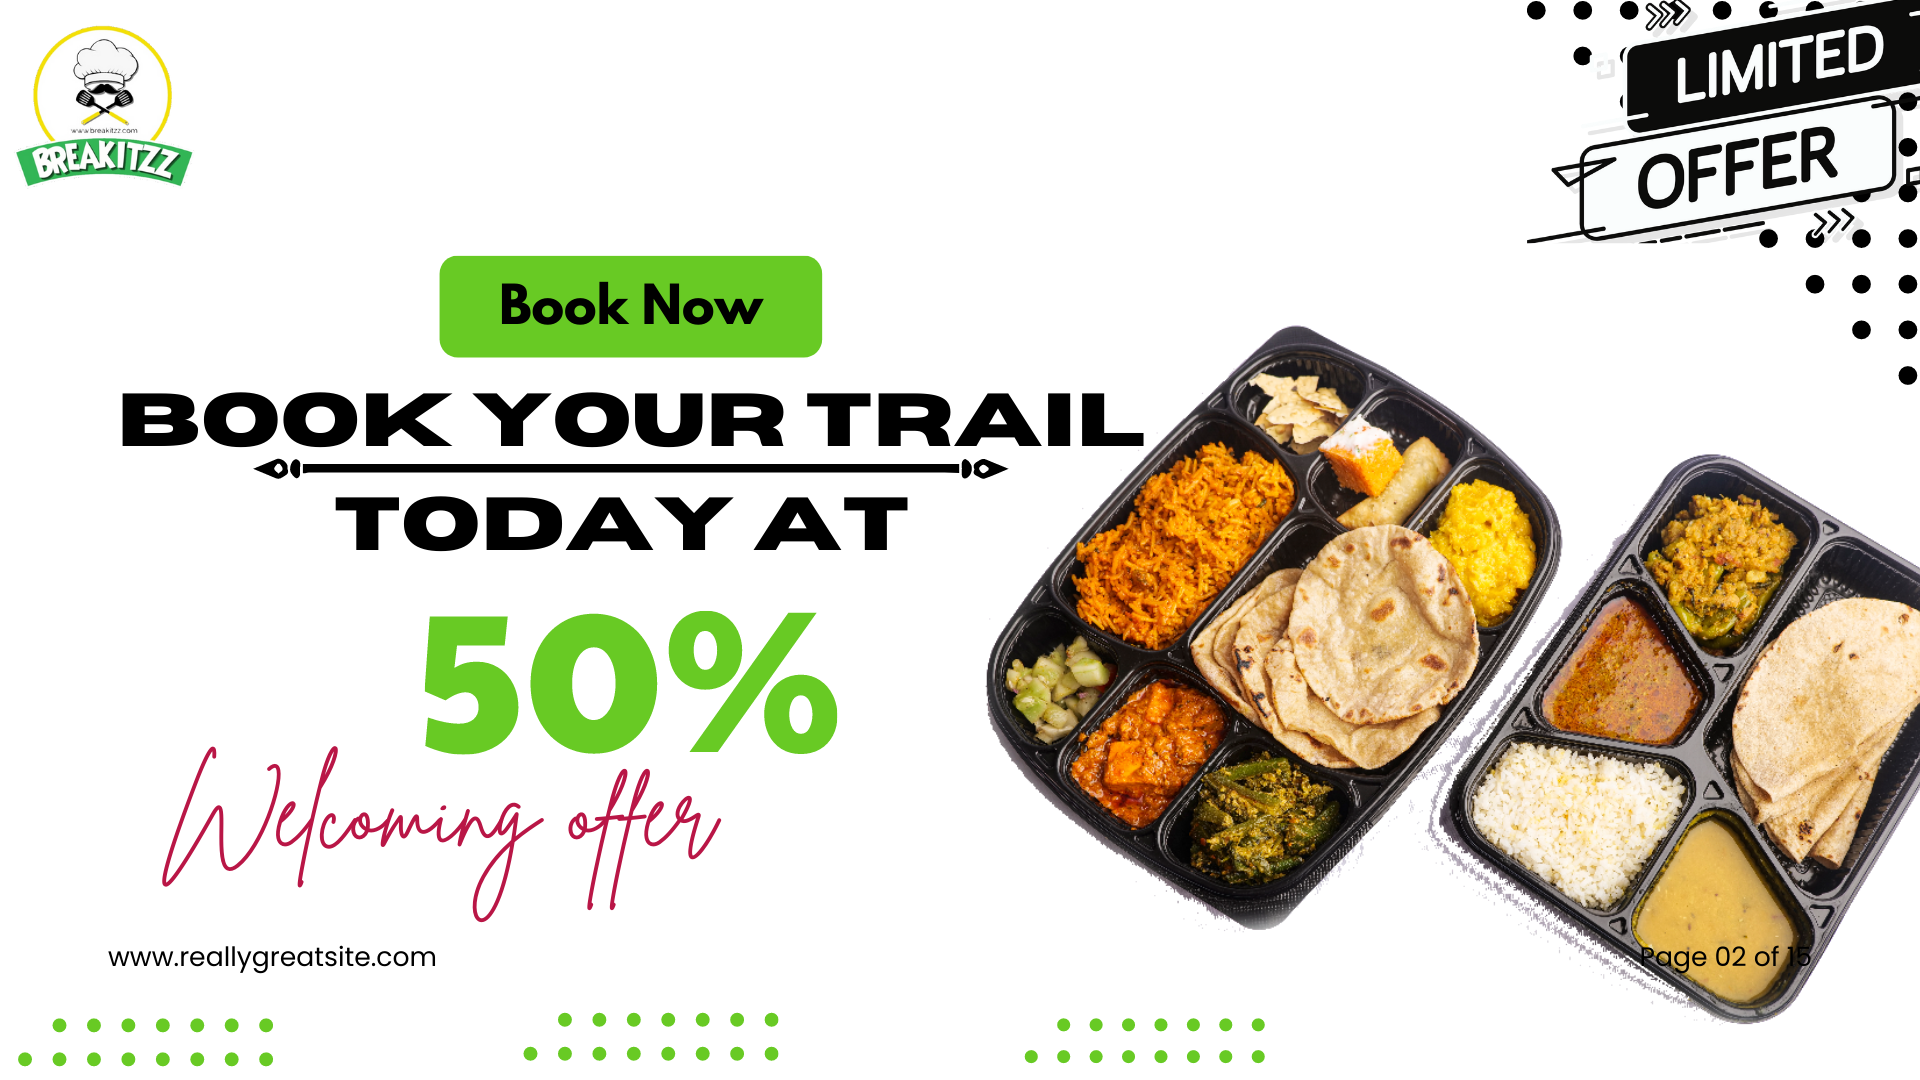 www.breakitzz.com
BREAKITZZ
LIMITED
OFFER
Book Now
BOOK YOUR TRAIL
TODAY AT
50%
Welcoming offer
www.reallygreatsite.com
Page 02 of 15